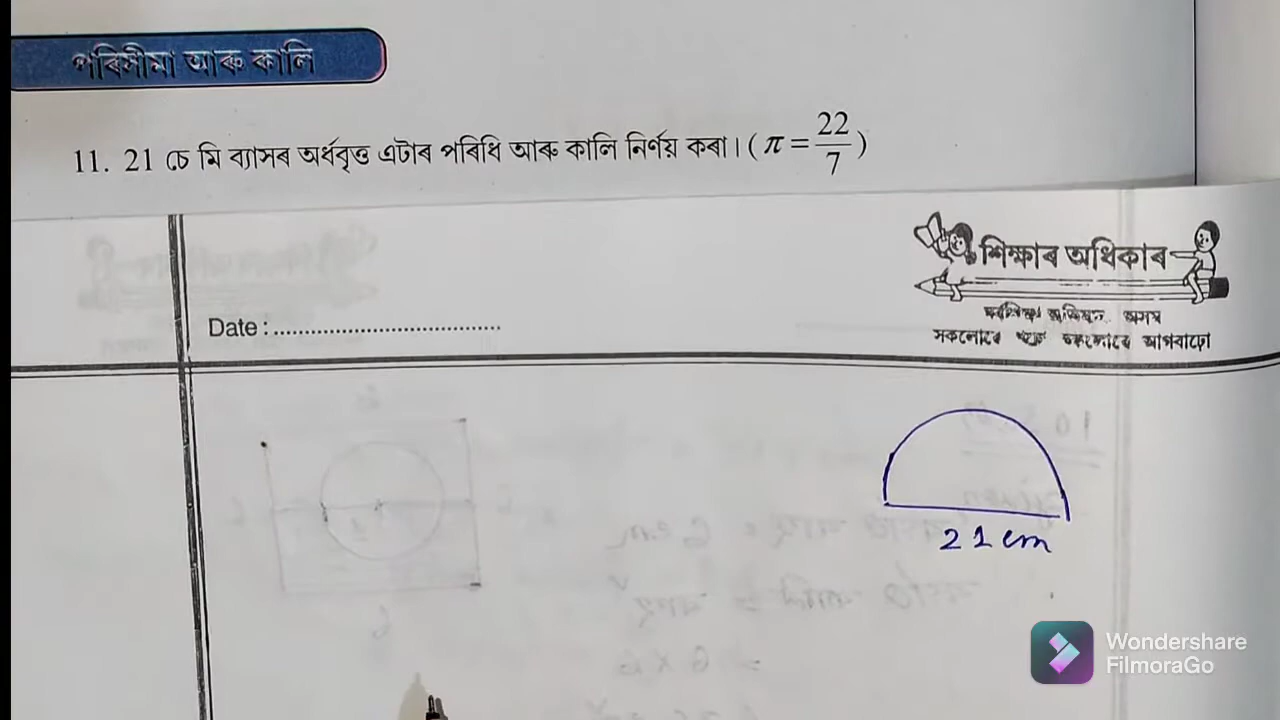 পৰিসীমা আৰু কালি
11. 21 চে মি ব্যাসৰ অৰ্ধবৃত্ত এটাৰ পৰিধি আৰু কালি নিৰ্ণয় কৰা। ( π = 22/7 )
শিক্ষাৰ অধিকাৰ
সকলোৰে আগবাঢ়ো
Date : ......................................
21 cm
Wondershare
FilmoraGo